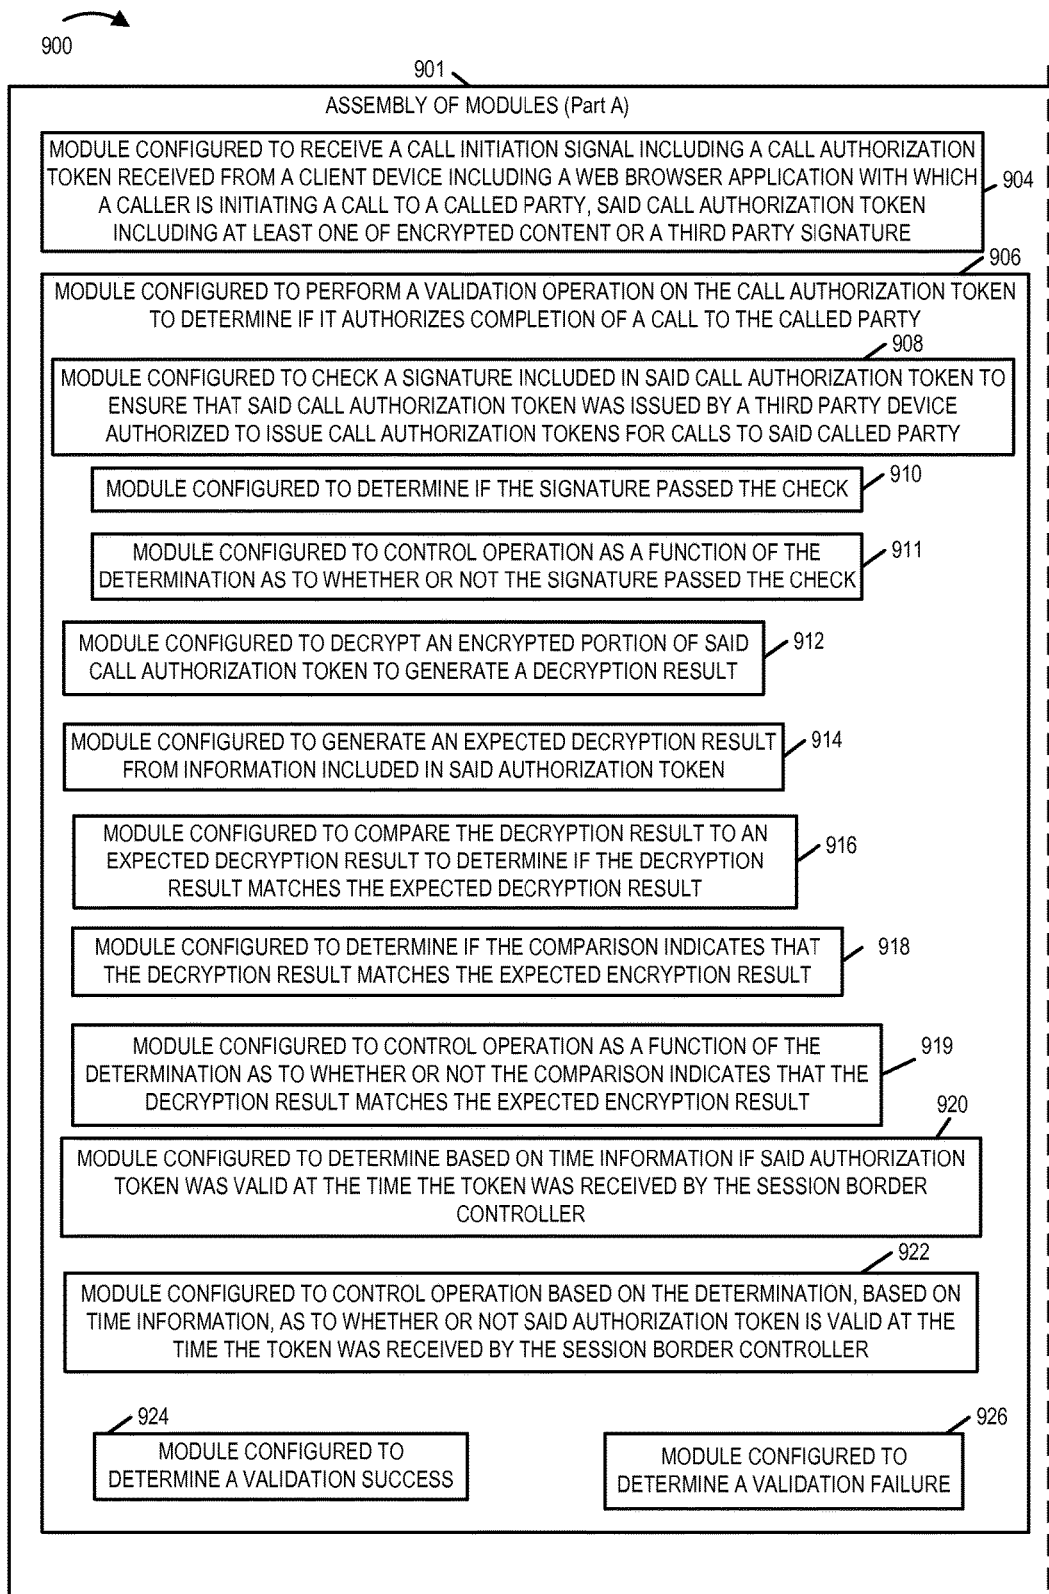 900
901
ASSEMBLY OF MODULES (Part A)
MODULE CONFIGURED TO RECEIVE A CALL INITIATION SIGNAL INCLUDING A CALL AUTHORIZATION
TOKEN RECEIVED FROM A CLIENT DEVICE INCLUDING A WEB BROWSER APPLICATION WITH WHICH
A CALLER IS INITIATING A CALL TO A CALLED PARTY, SAID CALL AUTHORIZATION TOKEN
INCLUDING AT LEAST ONE OF ENCRYPTED CONTENT OR A THIRD PARTY SIGNATURE
904
906
MODULE CONFIGURED TO PERFORM A VALIDATION OPERATION ON THE CALL AUTHORIZATION TOKEN
TO DETERMINE IF IT AUTHORIZES COMPLETION OF A CALL TO THE CALLED PARTY
908
MODULE CONFIGURED TO CHECK A SIGNATURE INCLUDED IN SAID CALL AUTHORIZATION TOKEN TO
ENSURE THAT SAID CALL AUTHORIZATION TOKEN WAS ISSUED BY A THIRD PARTY DEVICE
AUTHORIZED TO ISSUE CALL AUTHORIZATION TOKENS FOR CALLS TO SAID CALLED PARTY
MODULE CONFIGURED TO DETERMINE IF THE SIGNATURE PASSED THE CHECK
910
MODULE CONFIGURED TO CONTROL OPERATION AS A FUNCTION OF THE
DETERMINATION AS TO WHETHER OR NOT THE SIGNATURE PASSED THE CHECK
911
MODULE CONFIGURED TO DECRYPT AN ENCRYPTED PORTION OF SAID
CALL AUTHORIZATION TOKEN TO GENERATE A DECRYPTION RESULT
912
MODULE CONFIGURED TO GENERATE AN EXPECTED DECRYPTION RESULT
FROM INFORMATION INCLUDED IN SAID AUTHORIZATION TOKEN
914
MODULE CONFIGURED TO COMPARE THE DECRYPTION RESULT TO AN
EXPECTED DECRYPTION RESULT TO DETERMINE IF THE DECRYPTION
RESULT MATCHES THE EXPECTED DECRYPTION RESULT
916
MODULE CONFIGURED TO DETERMINE IF THE COMPARISON INDICATES THAT
THE DECRYPTION RESULT MATCHES THE EXPECTED ENCRYPTION RESULT
918
MODULE CONFIGURED TO CONTROL OPERATION AS A FUNCTION OF THE
DETERMINATION AS TO WHETHER OR NOT THE COMPARISON INDICATES THAT THE
DECRYPTION RESULT MATCHES THE EXPECTED ENCRYPTION RESULT
919
920
MODULE CONFIGURED TO DETERMINE BASED ON TIME INFORMATION IF SAID AUTHORIZATION
TOKEN WAS VALID AT THE TIME THE TOKEN WAS RECEIVED BY THE SESSION BORDER
CONTROLLER
922
MODULE CONFIGURED TO CONTROL OPERATION BASED ON THE DETERMINATION, BASED ON
TIME INFORMATION, AS TO WHETHER OR NOT SAID AUTHORIZATION TOKEN IS VALID AT THE
TIME THE TOKEN WAS RECEIVED BY THE SESSION BORDER CONTROLLER
924
MODULE CONFIGURED TO
DETERMINE A VALIDATION SUCCESS
926
MODULE CONFIGURED TO
DETERMINE A VALIDATION FAILURE